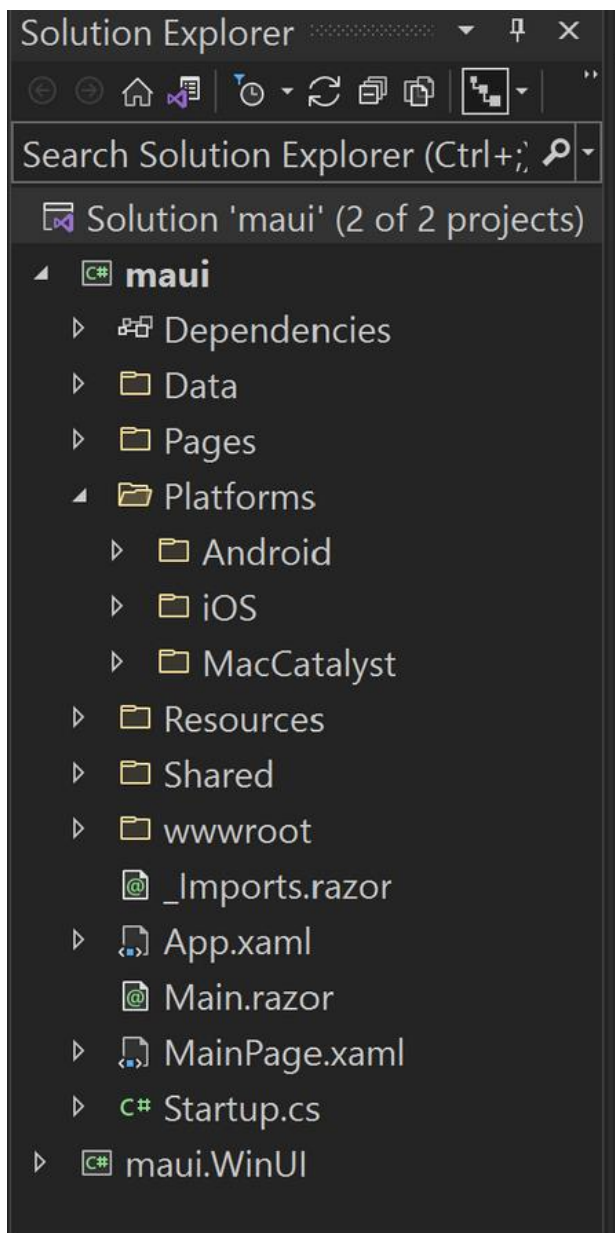 Solution Explorer
Search Solution Explorer (Ctrl+;)
Solution 'maui' (2 of 2 projects)
C# maui
Dependencies
Data
Pages
Platforms
Android
iOS
MacCatalyst
Resources
Shared
wwwroot
@ _Imports.razor
App.xaml
@ Main.razor
MainPage.xaml
C# Startup.cs
C# maui.WinUI